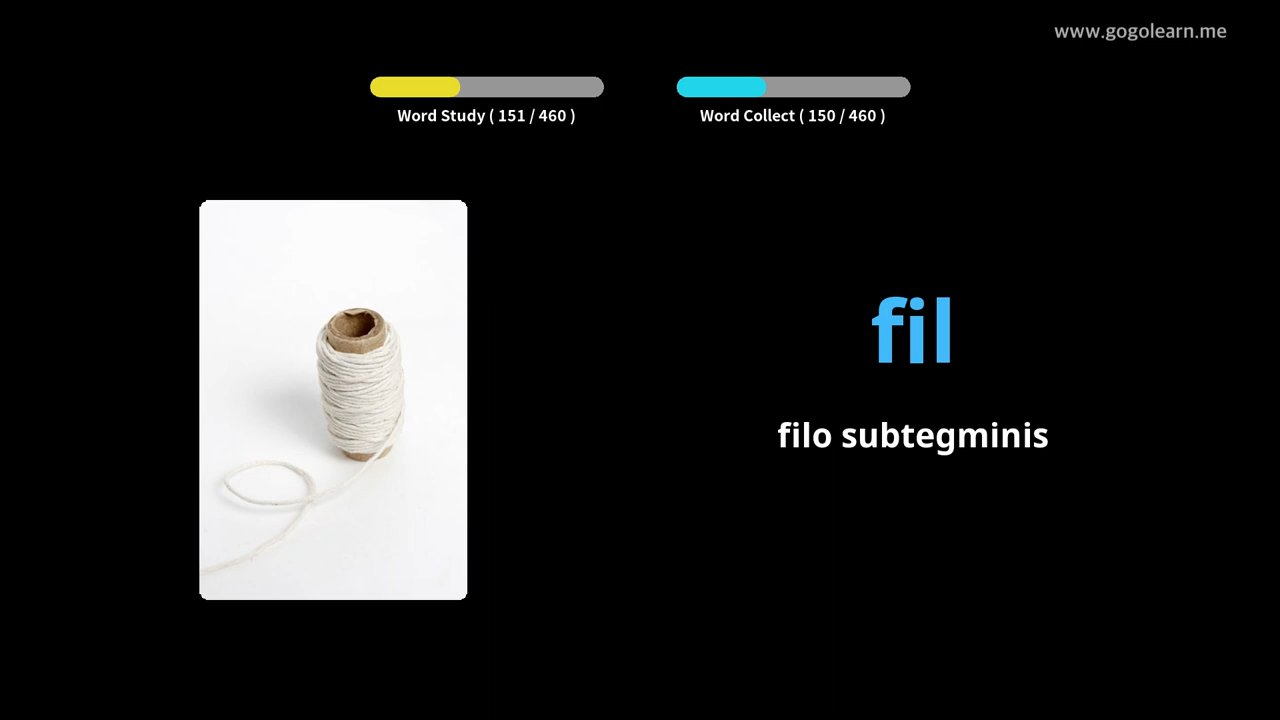 www.gogolearn.me
Word Study ( 151 / 460 )
Word Collect ( 150 / 460 )
fil
filo subtegminis